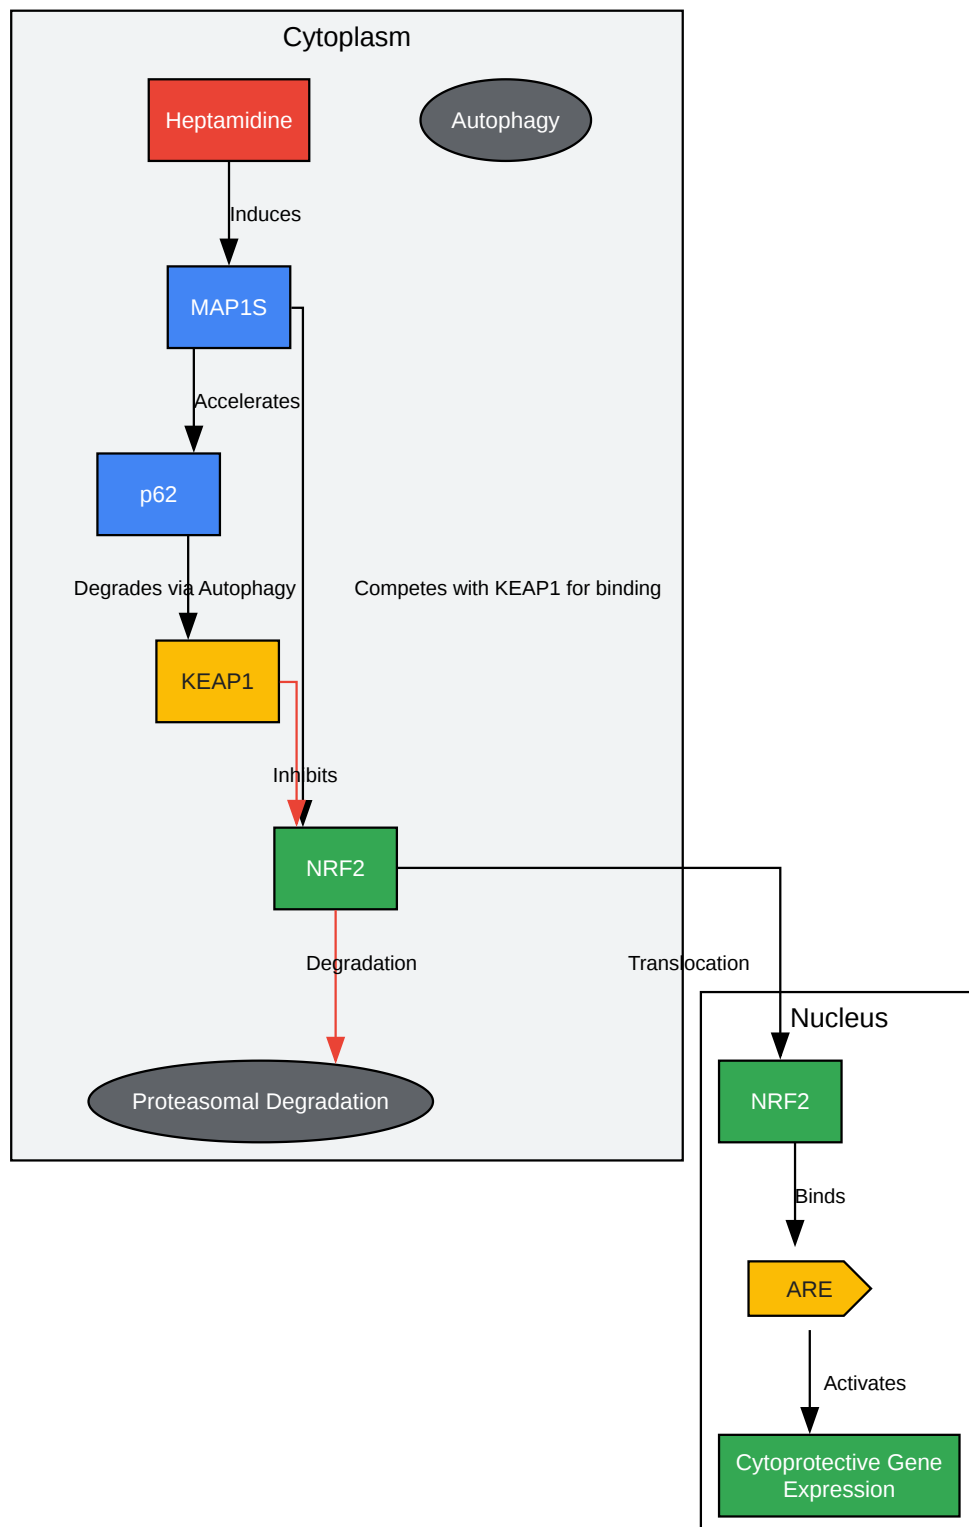 Cytoplasm
Heptamidine
Autophagy
Induces
MAP1S
Accelerates
p62
Degrades via Autophagy
Competes with KEAP1 for binding
KEAP1
Inhibits
NRF2
Degradation
Translocation
Nucleus
Proteasomal Degradation
NRF2
Binds
ARE
Activates
Cytoprotective Gene
Expression